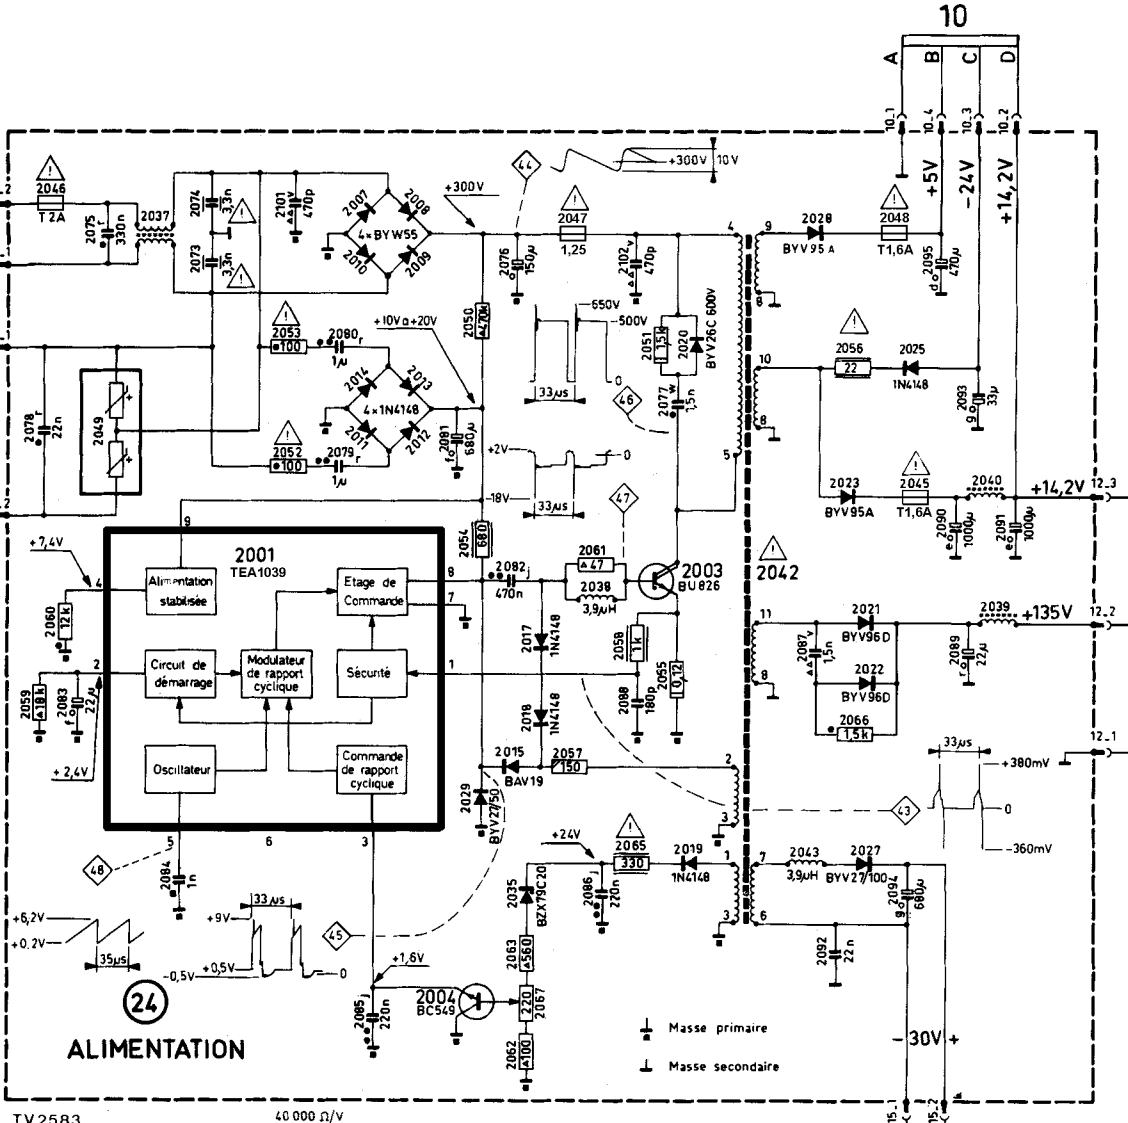 10
A
B
C
D
10_1
10_4
10_3
10_2
+5V
-24V
+14,2V
2046
T 2A
2075
330n
2037
2074
3,3n
2073
3,3n
2101
470p
2007
2008
4×BYW55
2010
2009
+300V
44
+300V
10V
2047
1,25
2076
150µ
2102
470p
4
9
2028
BYV95A
2048
T1,6A
2095
470µ
8
2050
470k
+10V a +20V
2053
100
2080
1µ
2014
2013
4×1N4148
2011
2012
2052
100
2079
1µ
2081
680µ
2078
22n
2049
-650V
-500V
0
33µs
46
2051
1,5k
2020
BYV26C 600V
2077
1,5n
10
2056
22
2025
1N4148
2093
33µ
8
5
+2V
0
-18V
33µs
47
2023
BYV95A
2045
T1,6A
2040
+14,2V
12_3
2090
1000µ
2091
1000µ
9
2054
680
+7,4V
4
2001
TEA1039
Alimentation
stabilisée
Etage de
Commande
8
7
2060
12k
2
2059
18k
2083
22µ
+2,4V
Circuit de
démarrage
Modulateur
de rapport
cyclique
Sécurité
1
Oscillateur
Commande
de rapport
cyclique
5
6
3
2082
470n
2061
47
2038
3,9µH
2003
BU826
2042
2017
1N4148
2058
1k
2055
0,12
2018
1N4148
2088
180p
2015
BAV19
2057
150
2
2029
BYV27/50
3
11
2021
BYV96D
2087
1,5n
2022
BYV96D
8
2066
1,5k
2039
+135V
12_2
2089
22µ
12_1
33µs
+380mV
0
-360mV
43
48
2084
1n
+24V
2065
330
2019
1N4148
1
3
2086
220n
2035
BZX79C20
7
2043
3,9µH
2027
BYV27/100
2094
680µ
6
2092
22n
+6,2V
+0,2V
35µs
33µs
+9V
+0,5V
-0,5V
0
45
2063
560
+1,6V
2004
BC549
220
2067
2085
220n
2062
100
24
ALIMENTATION
Masse primaire
Masse secondaire
- 30V +
15_1
15_2
TV2583
40 000 Ω/V